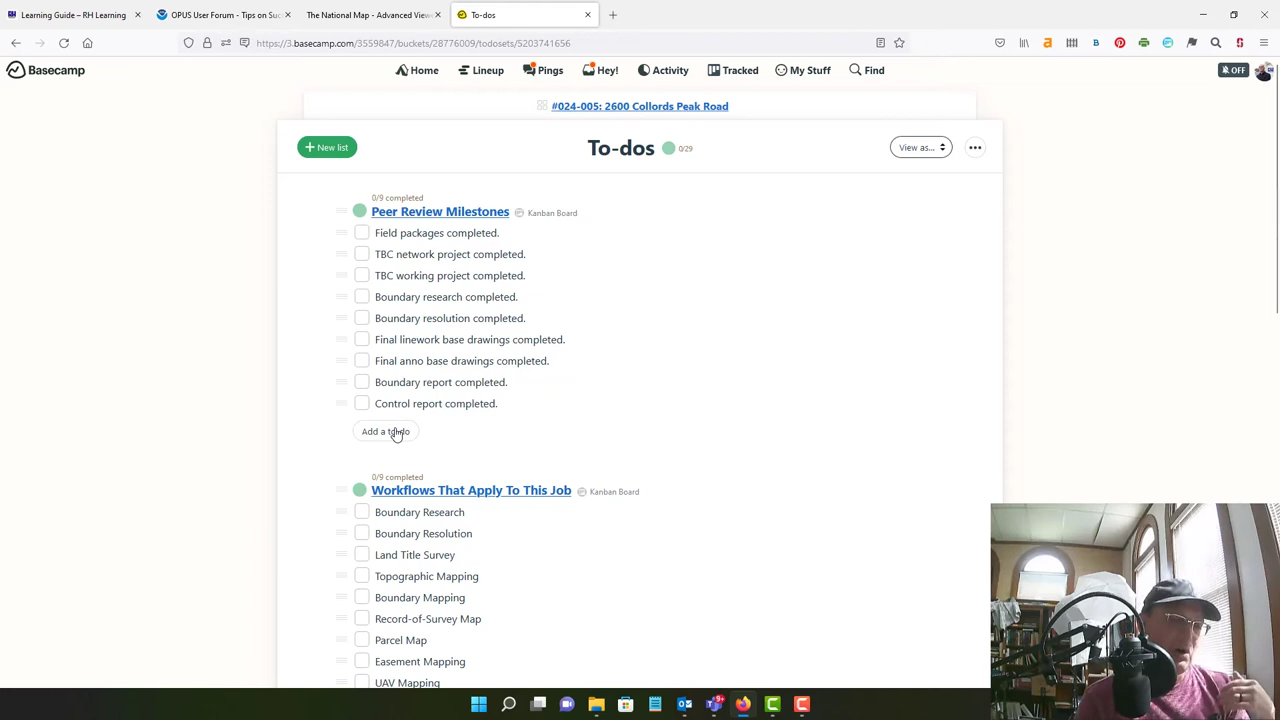 Learning Guide – RH Learning
OPUS User Forum - Tips on Suc
The National Map - Advanced View
To-dos
https://3.basecamp.com/3559847/buckets/28776009/todosets/5203741656
Basecamp
Home
Lineup
Pings
Hey!
Activity
Tracked
My Stuff
Find
OFF
#024-005: 2600 Collords Peak Road
New list
To-dos
0/29
View as...
0/9 completed
Peer Review Milestones
Kanban Board
Field packages completed.
TBC network project completed.
TBC working project completed.
Boundary research completed.
Boundary resolution completed.
Final linework base drawings completed.
Final anno base drawings completed.
Boundary report completed.
Control report completed.
Add a to-do
0/9 completed
Workflows That Apply To This Job
Kanban Board
Boundary Research
Boundary Resolution
Land Title Survey
Topographic Mapping
Boundary Mapping
Record-of-Survey Map
Parcel Map
Easement Mapping
UAV Mapping